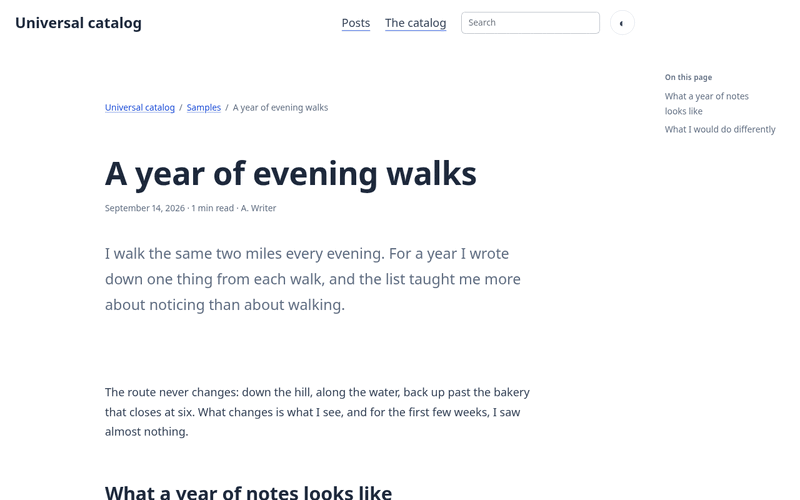 Universal catalog
Posts
The catalog
Search
On this page
What a year of notes
looks like
What I would do differently
Universal catalog / Samples / A year of evening walks
A year of evening walks
September 14, 2026 · 1 min read · A. Writer
I walk the same two miles every evening. For a year I wrote
down one thing from each walk, and the list taught me more
about noticing than about walking.
The route never changes: down the hill, along the water, back up past the bakery
that closes at six. What changes is what I see, and for the first few weeks, I saw
almost nothing.
What a year of notes looks like